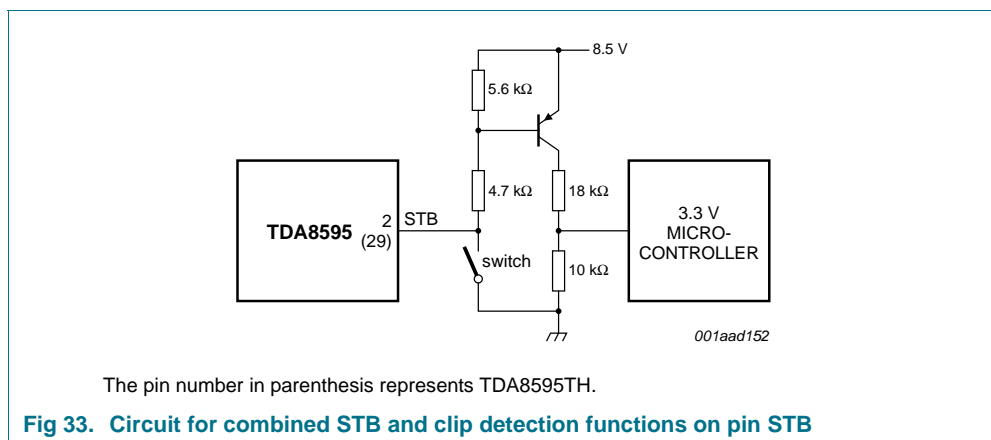 8.5 V
5.6 kΩ
4.7 kΩ
18 kΩ
TDA8595
2
(29)
STB
3.3 V
MICRO-
CONTROLLER
switch
10 kΩ
001aad152
The pin number in parenthesis represents TDA8595TH.
Fig 33. Circuit for combined STB and clip detection functions on pin STB